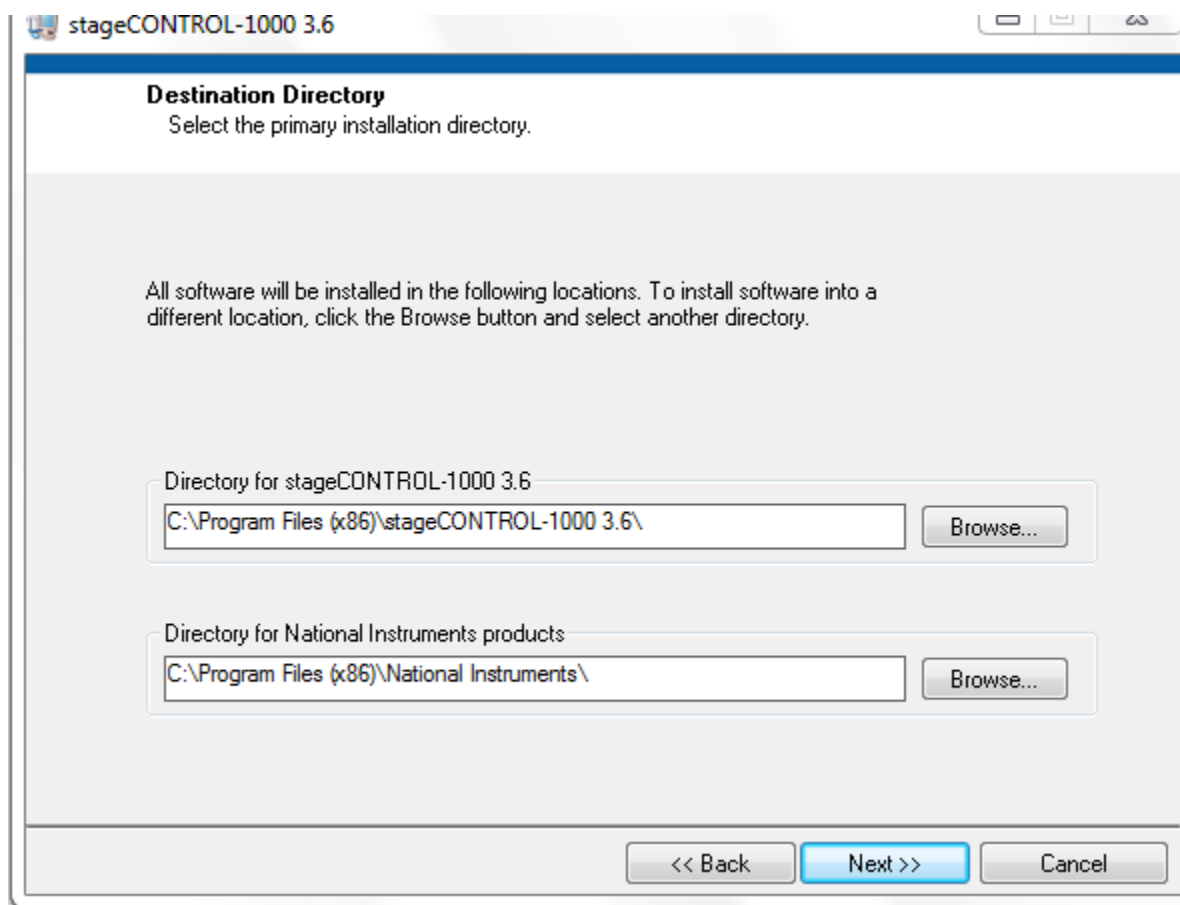 stageCONTROL-1000 3.6
Destination Directory
Select the primary installation directory.
All software will be installed in the following locations. To install software into a
different location, click the Browse button and select another directory.
Directory for stageCONTROL-1000 3.6
C:\Program Files (x86)\stageCONTROL-1000 3.6\
Browse...
Directory for National Instruments products
C:\Program Files (x86)\National Instruments\
Browse...
<< Back
Next >>
Cancel